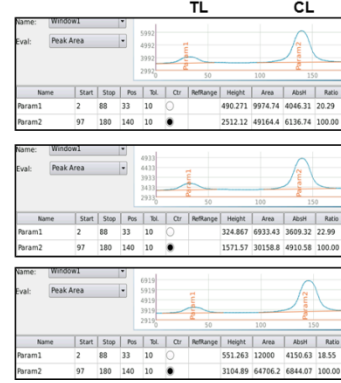 TL CL
Name: Window1
Eval: Peak Area
5992
4992
3992
2992
Param1
Param2
0 50 100 150
Name Start Stop Pos Tol. Ctr RefRange Height Area AbsH Ratio
Param1 2 88 33 10 490.271 9974.74 4046.31 20.29
Param2 97 180 140 10 2512.12 49164.4 6136.74 100.00
Name: Window1
Eval: Peak Area
4933
4433
3933
3433
2933
Param1
Param2
0 50 100 150
Name Start Stop Pos Tol. Ctr RefRange Height Area AbsH Ratio
Param1 2 88 33 10 324.867 6933.43 3609.32 22.99
Param2 97 180 140 10 1571.57 30158.8 4910.58 100.00
Name: Window1
Eval: Peak Area
6919
5919
4919
3919
2919
Param1
Param2
0 50 100 150
Name Start Stop Pos Tol. Ctr RefRange Height Area AbsH Ratio
Param1 2 88 33 10 551.263 12000 4150.63 18.55
Param2 97 180 140 10 3104.89 64706.2 6844.07 100.00